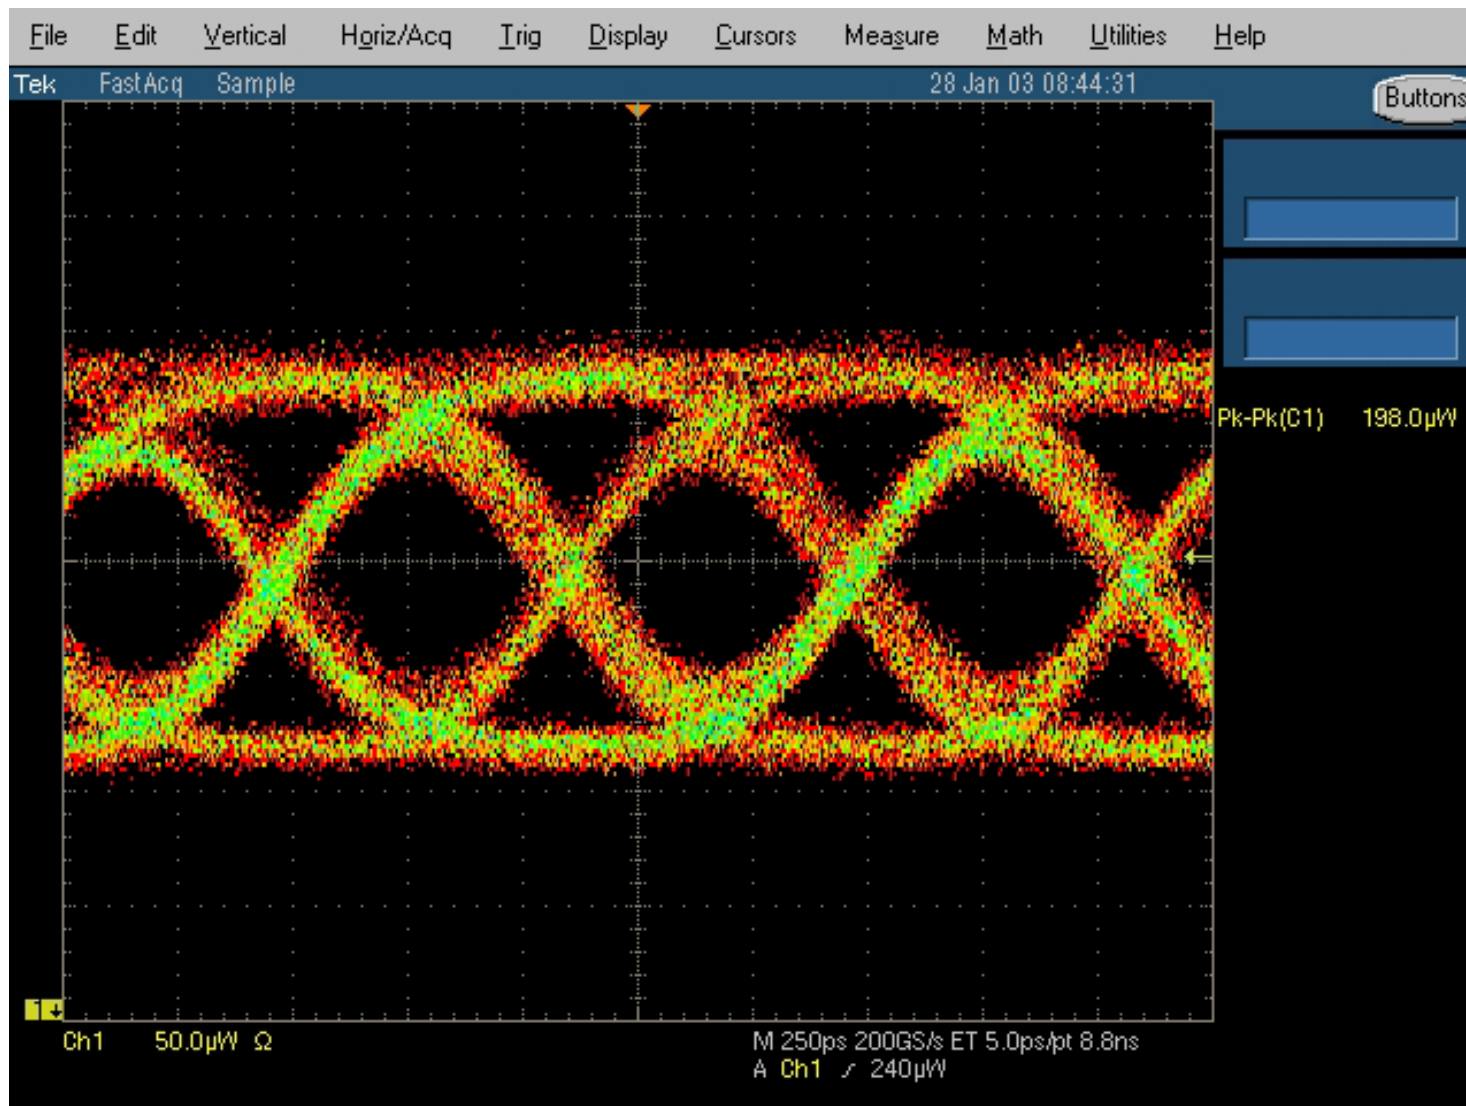 File Edit Vertical Horiz/Acq Trig Display Cursors Measure Math Utilities Help
Tek FastAcq Sample 28 Jan 03 08:44:31
Buttons
Pk-Pk(C1) 198.0µW
1
Ch1 50.0µW Ω M 250ps 200GS/s ET 5.0ps/pt 8.8ns
A Ch1 ⁄ 240µW